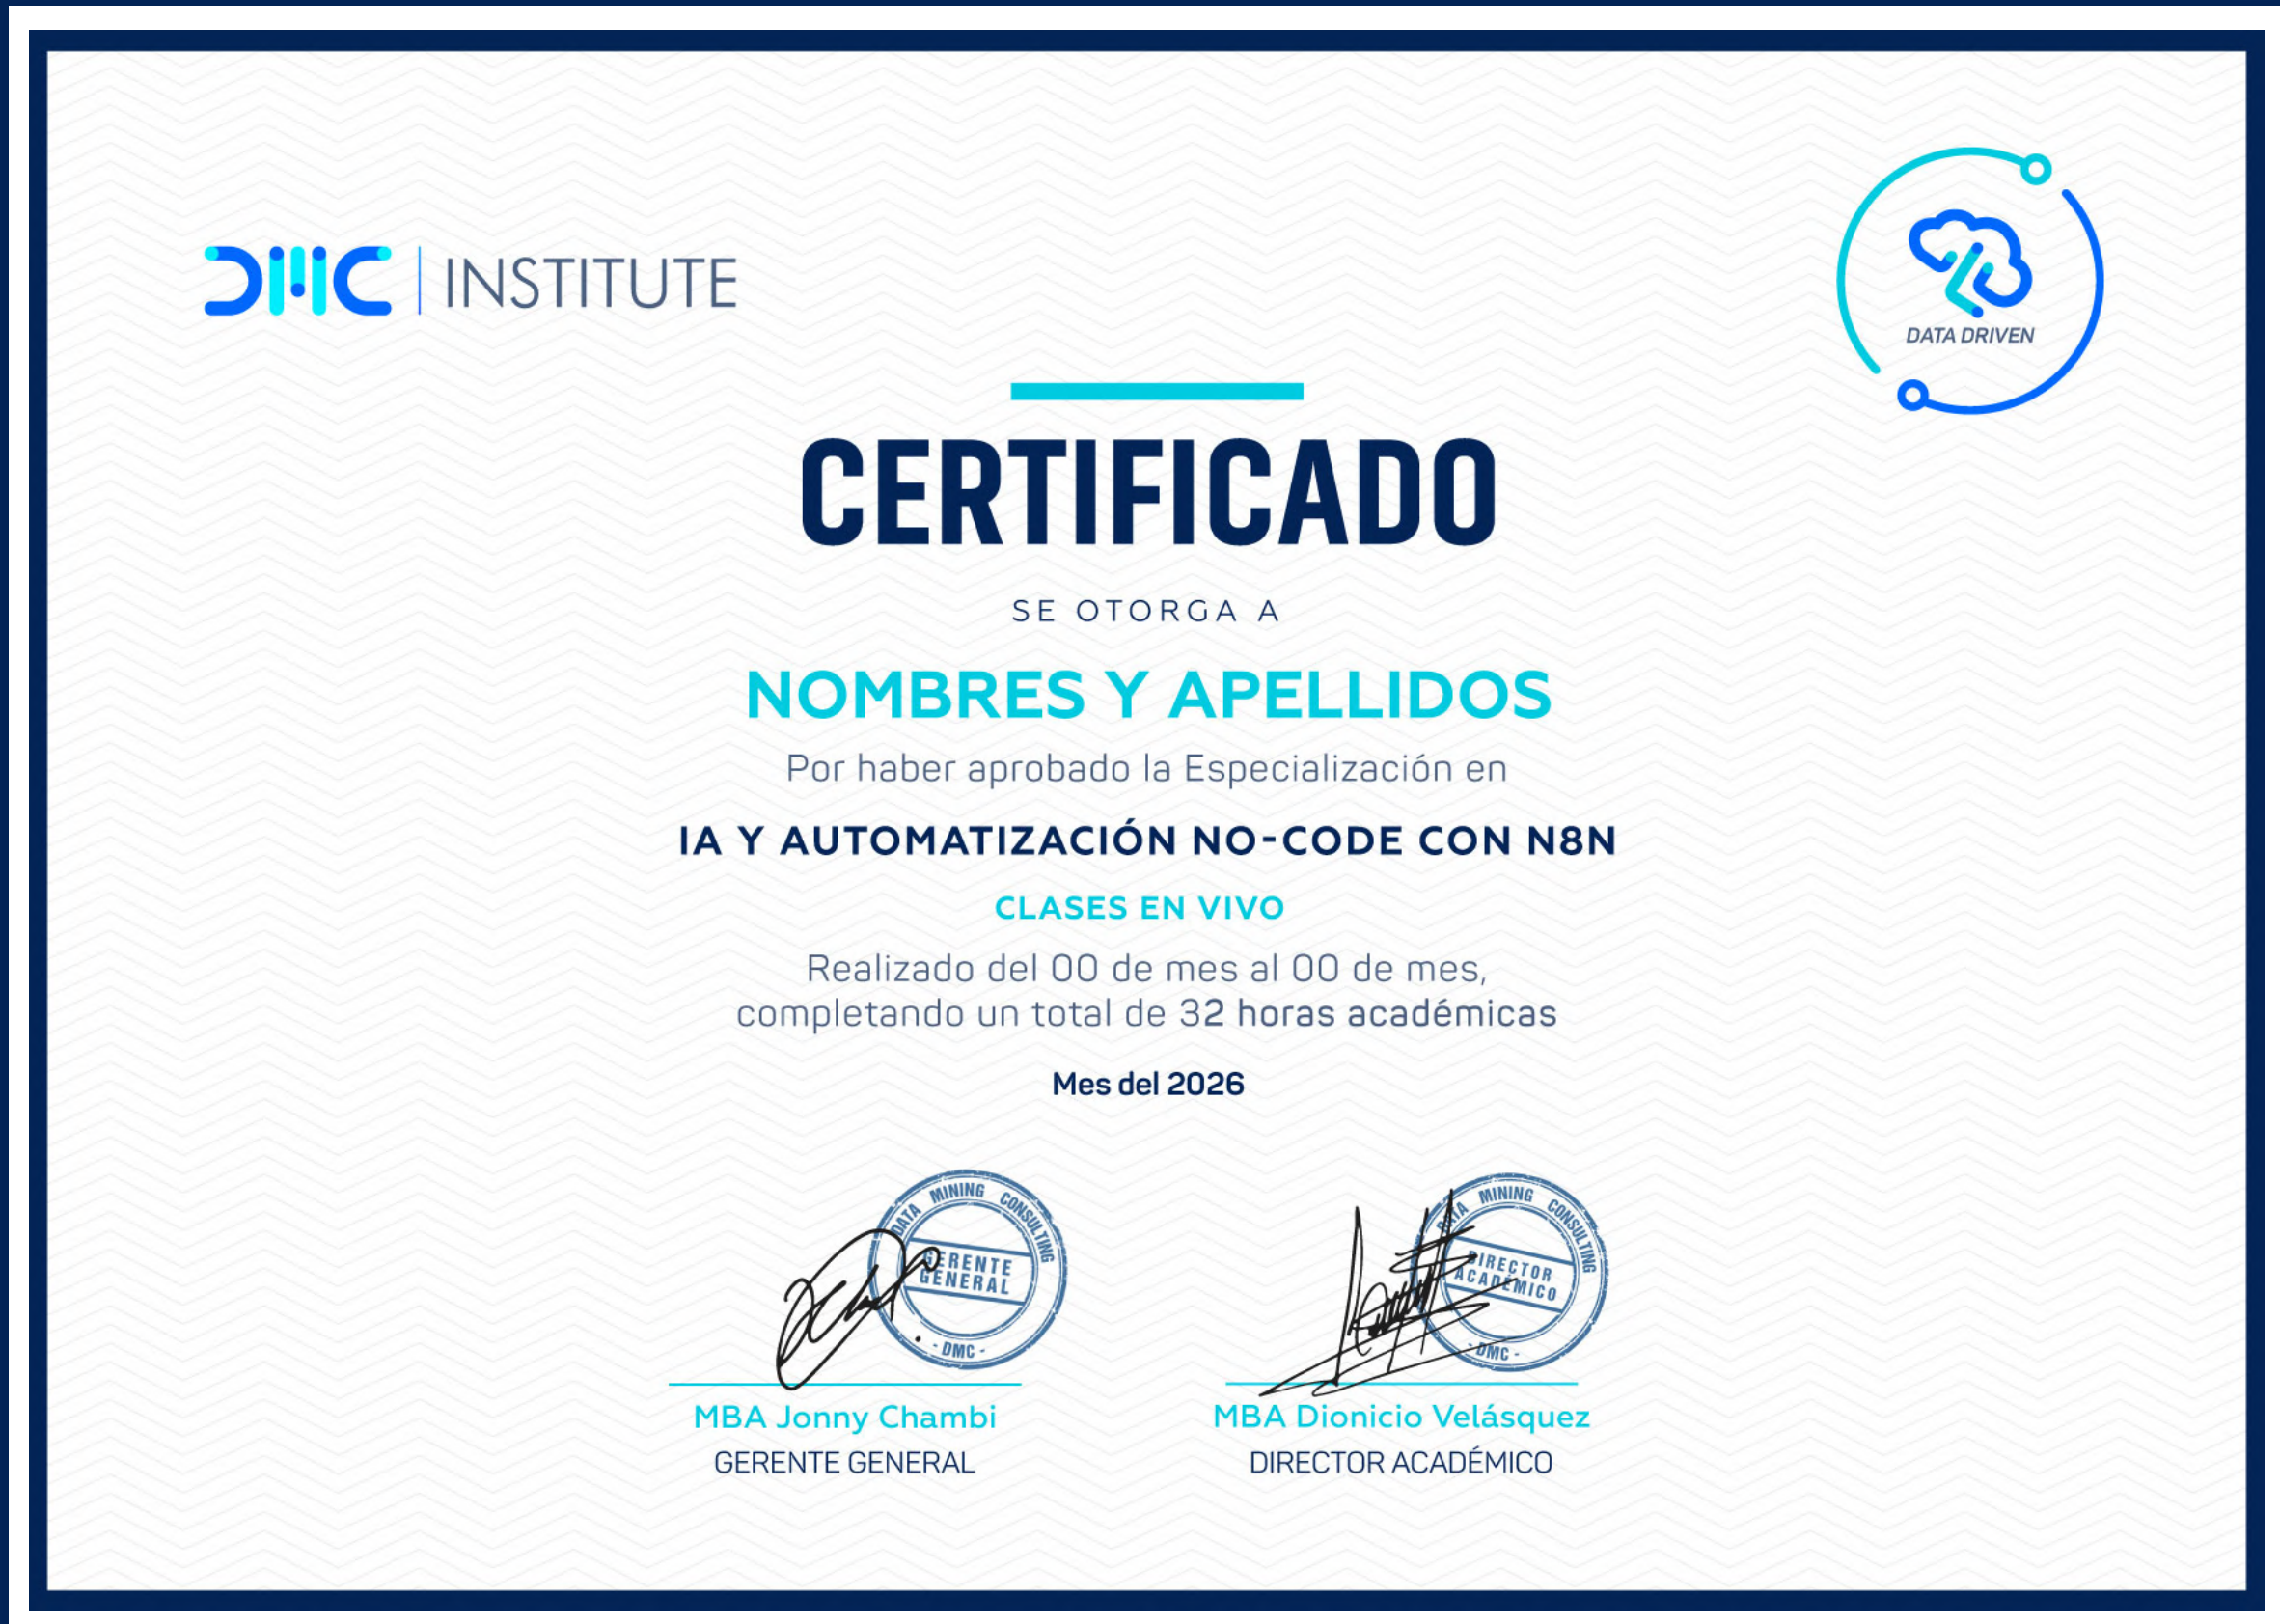 DMC | INSTITUTE
DATA DRIVEN
CERTIFICADO
SE OTORGA A
NOMBRES Y APELLIDOS
Por haber aprobado la Especialización en
IA Y AUTOMATIZACIÓN NO-CODE CON N8N
CLASES EN VIVO
Realizado del 00 de mes al 00 de mes,
completando un total de 32 horas académicas
Mes del 2026
DATA MINING CONSULTING
GERENTE
GENERAL
- DMC -
DATA MINING CONSULTING
DIRECTOR
ACADÉMICO
- DMC -
MBA Jonny Chambi
GERENTE GENERAL
MBA Dionicio Velásquez
DIRECTOR ACADÉMICO